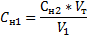 Cн1 = Cн2 * Vт / V1